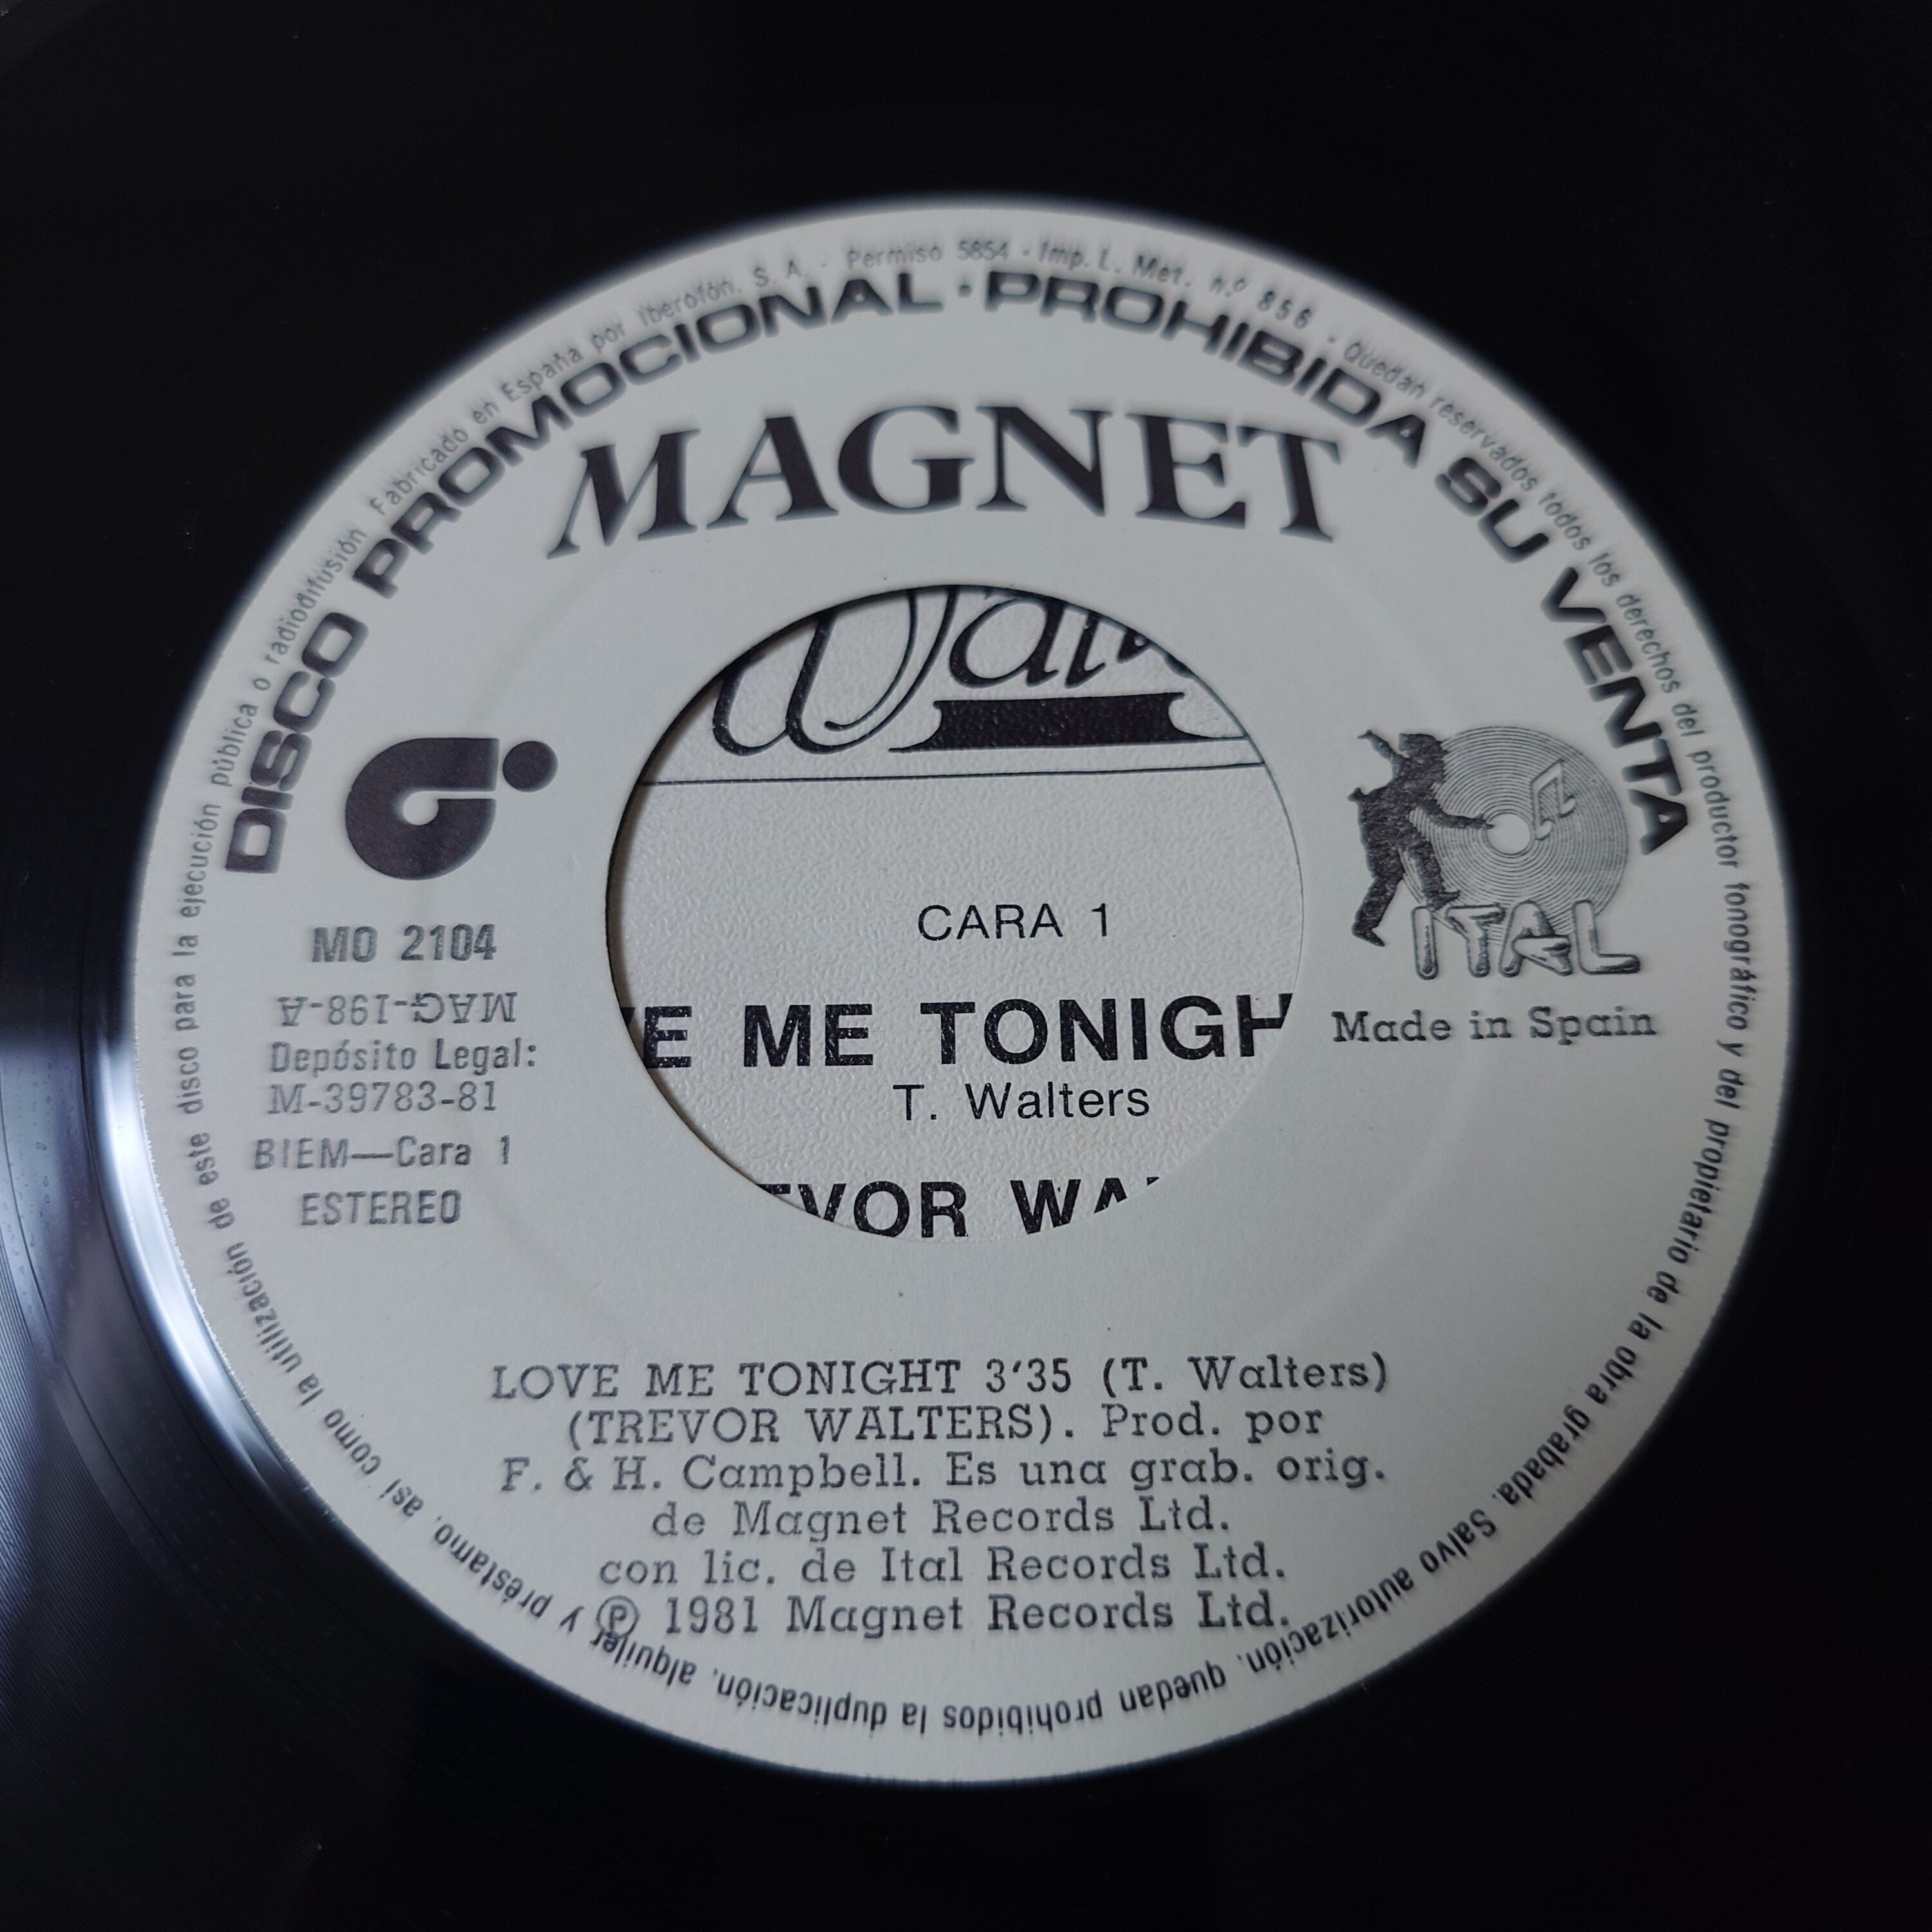 Fabricado en España por Iberofón. S. A. - Permiso 5854 - Imp. L. Met. n.º 856 - Quedan reservados todos los derechos del productor fonográfico y del propietario de la obra grabada. Salvo autorización, quedan prohibidos la duplicación, alquiler y préstamo, así como la utilización de este disco para la ejecución pública o radiodifusión
DISCO PROMOCIONAL · PROHIBIDA SU VENTA
MAGNET
MO 2104
MAG-198-A
Depósito Legal:
M-39783-81
BIEM—Cara 1
ESTEREO
CARA 1
ME TONIGH
T. Walters
ITAL
Made in Spain
LOVE ME TONIGHT 3'35 (T. Walters)
(TREVOR WALTERS). Prod. por
F. & H. Campbell. Es una grab. orig.
de Magnet Records Ltd.
con lic. de Ital Records Ltd.
Ⓟ 1981 Magnet Records Ltd.